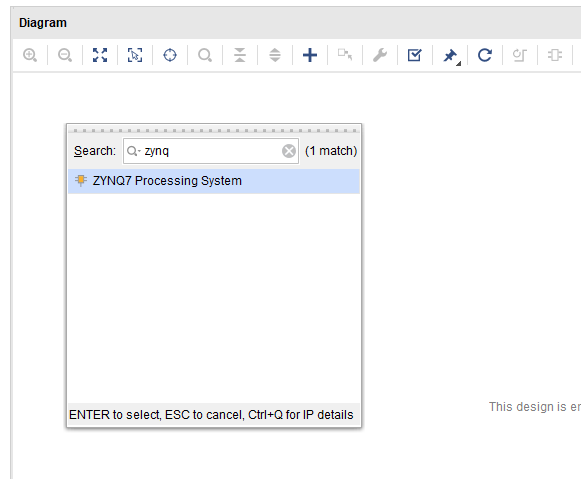 Diagram
Search: zynq (1 match)
ZYNQ7 Processing System
This design is
ENTER to select, ESC to cancel, Ctrl+Q for IP details